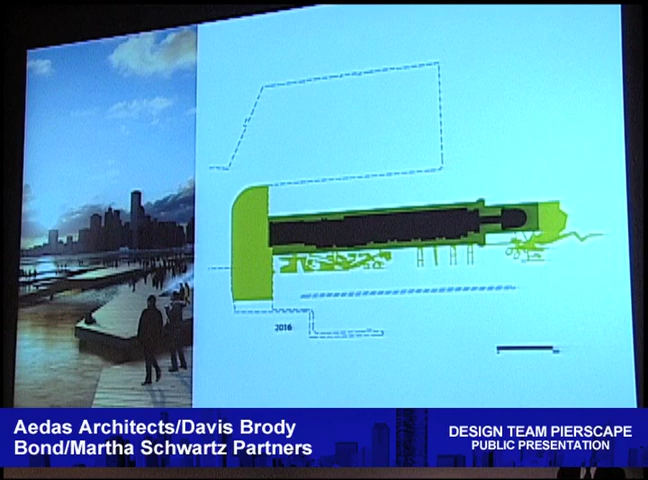 2016
Aedas Architects/Davis Brody
Bond/Martha Schwartz Partners
DESIGN TEAM PIERSCAPE
PUBLIC PRESENTATION